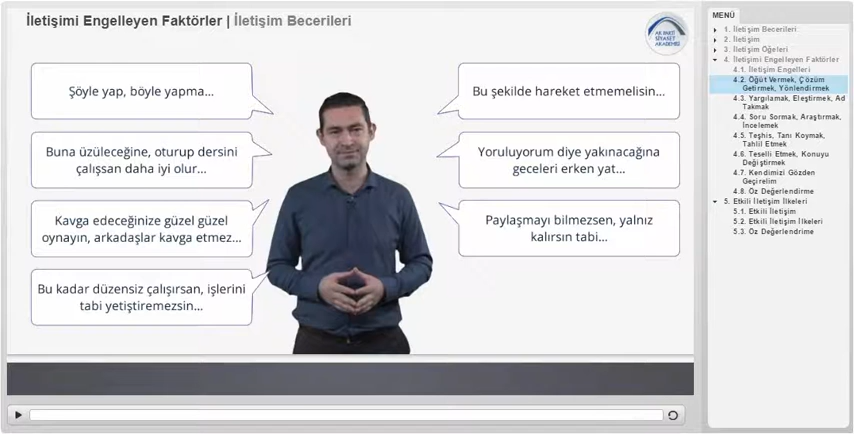 İletişimi Engelleyen Faktörler | İletişim Becerileri
AK PARTİ
SİYASET
AKADEMİSİ
Şöyle yap, böyle yapma...
Buna üzüleceğine, oturup dersini
çalışsan daha iyi olur...
Kavga edeceğinize güzel güzel
oynayın, arkadaşlar kavga etmez...
Bu kadar düzensiz çalışırsan, işlerini
tabi yetiştiremezsin...
Bu şekilde hareket etmemelisin...
Yoruluyorum diye yakınacağına
geceleri erken yat...
Paylaşmayı bilmezsen, yalnız
kalırsın tabi...
MENÜ
1. İletişim Becerileri
2. İletişim
3. İletişim Öğeleri
4. İletişimi Engelleyen Faktörler
4.1. İletişim Engelleri
4.2. Öğüt Vermek, Çözüm
Getirmek, Yönlendirmek
4.3. Yargılamak, Eleştirmek, Ad
Takmak
4.4. Soru Sormak, Araştırmak,
İncelemek
4.5. Teşhis, Tanı Koymak,
Tahlil Etmek
4.6. Teselli Etmek, Konuyu
Değiştirmek
4.7. Kendimizi Gözden
Geçirelim
4.8. Öz Değerlendirme
5. Etkili İletişim İlkeleri
5.1. Etkili İletişim
5.2. Etkili İletişim İlkeleri
5.3. Öz Değerlendirme